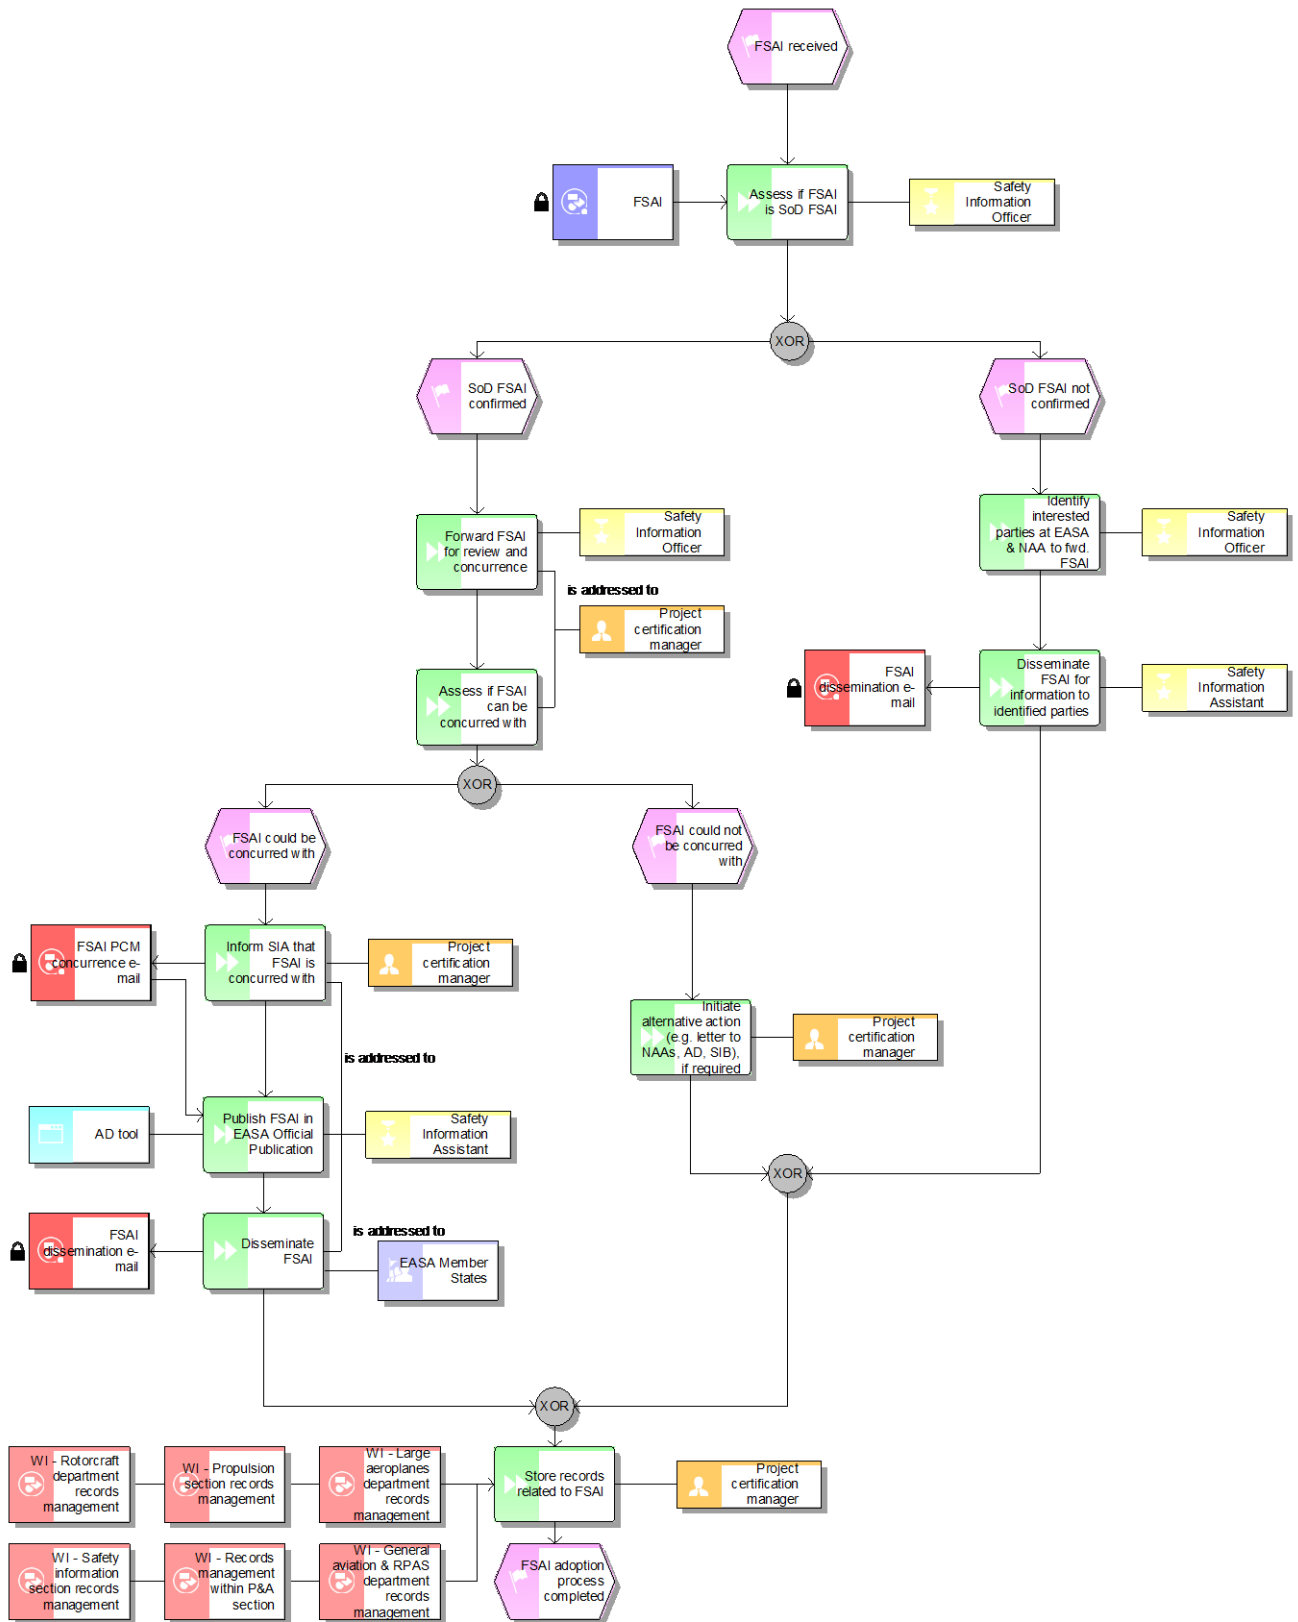 FSAI received
FSAI
Assess if FSAI
is SoD FSAI
Safety
Information
Officer
XOR
SoD FSAI
confirmed
SoD FSAI not
confirmed
Forward FSAI
for review and
concurrence
Safety
Information
Officer
Identify
interested
parties at EASA
& NAA to fwd.
FSAI
Safety
Information
Officer
is addressed to
Project
certification
manager
Assess if FSAI
can be
concurred with
FSAI
dissemination e-
mail
Disseminate
FSAI for
information to
identified parties
Safety
Information
Assistant
XOR
FSAI could be
concurred with
FSAI could not
be concurred
with
FSAI PCM
concurrence e-
mail
Inform SIA that
FSAI is
concurred with
Project
certification
manager
Initiate
alternative action
(e.g. letter to
NAAs, AD, SIB),
if required
Project
certification
manager
is addressed to
AD tool
Publish FSAI in
EASA Official
Publication
Safety
Information
Assistant
XOR
FSAI
dissemination e-
mail
Disseminate
FSAI
is addressed to
EASA Member
States
XOR
WI - Rotorcraft
department
records
management
WI - Propulsion
section records
management
WI - Large
aeroplanes
department
records
management
Store records
related to FSAI
Project
certification
manager
WI - Safety
information
section records
management
WI - Records
management
within P&A
section
WI - General
aviation & RPAS
department
records
management
FSAI adoption
process
completed